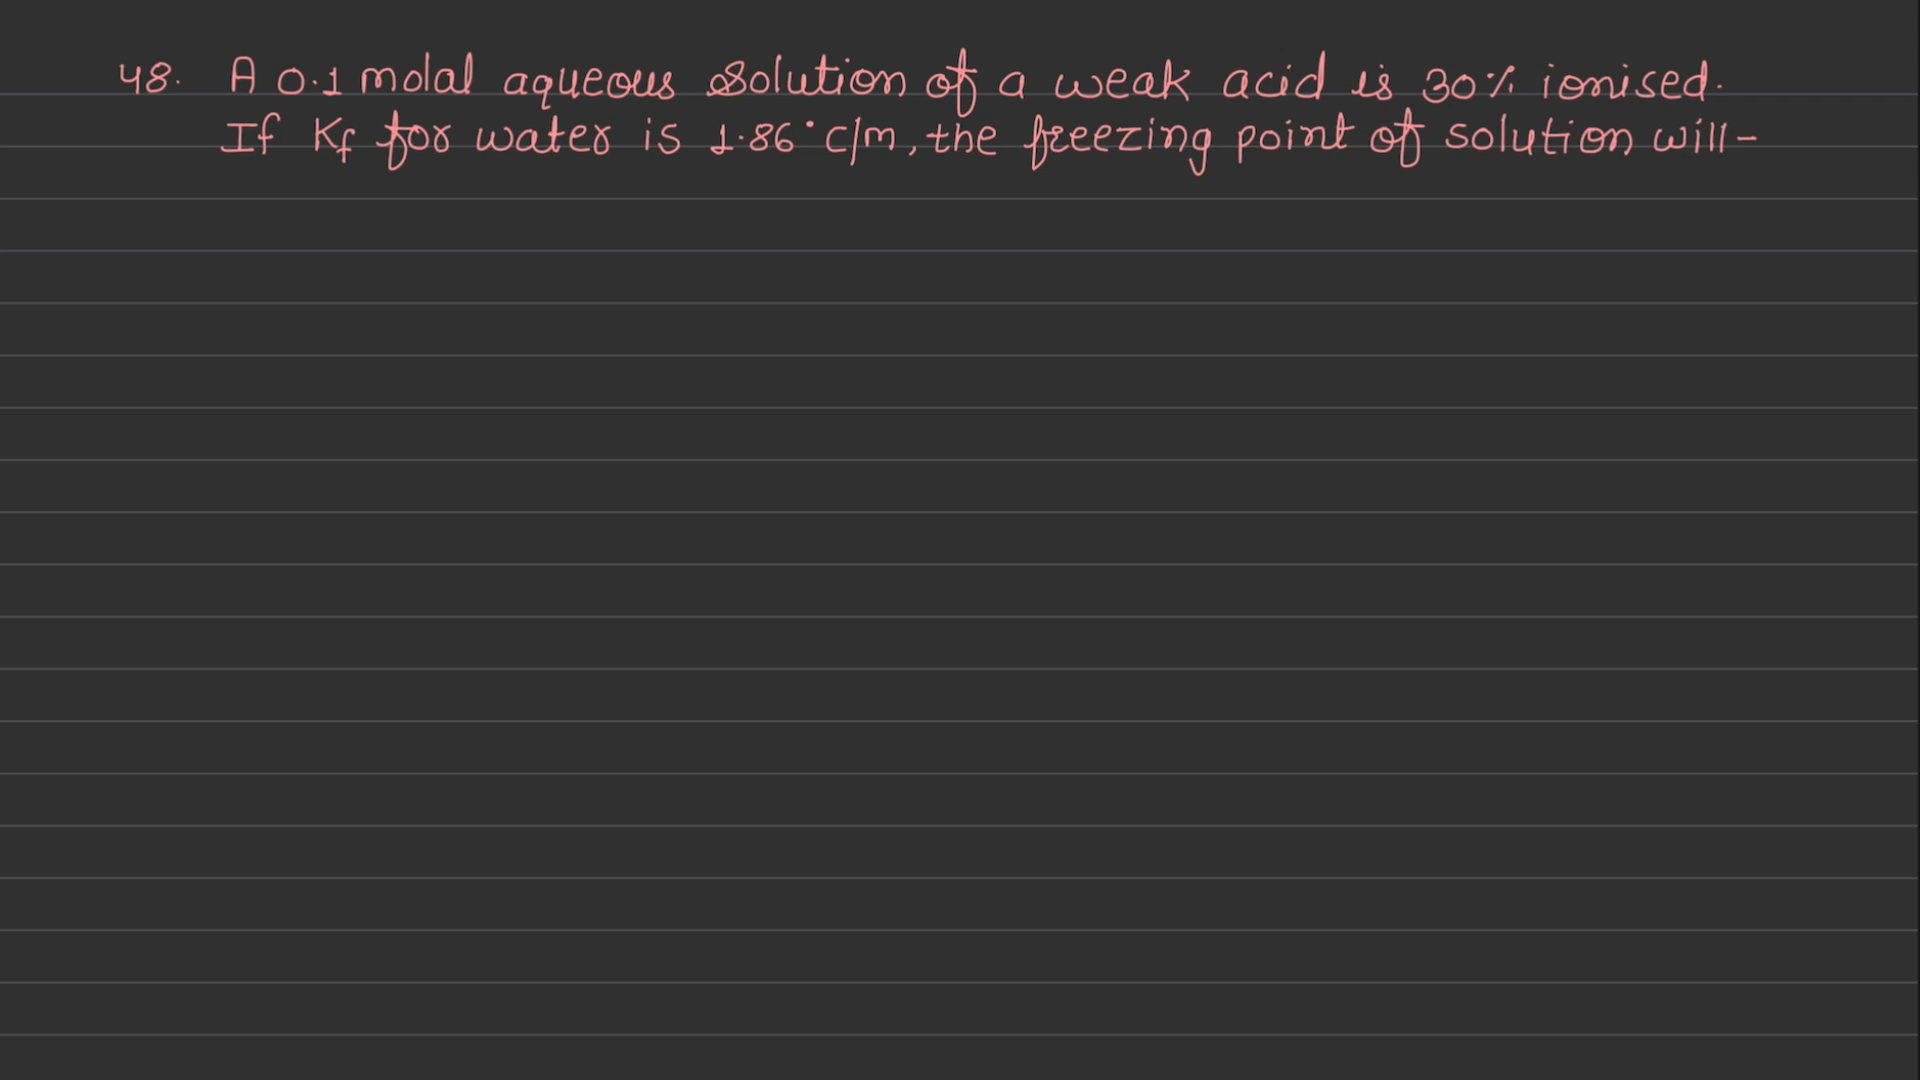 48. A 0.1 molal aqueous solution of a weak acid is 30% ionised.
If Kf for water is 1.86°C/m, the freezing point of solution will-